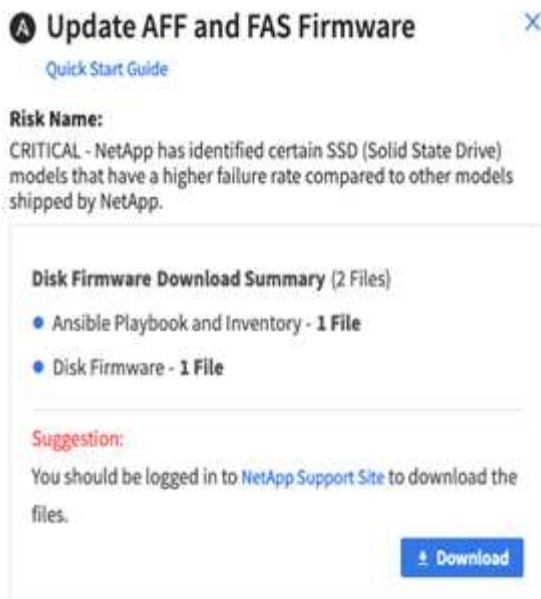 A Update AFF and FAS Firmware
Quick Start Guide
Risk Name:
CRITICAL - NetApp has identified certain SSD (Solid State Drive)
models that have a higher failure rate compared to other models
shipped by NetApp.
Disk Firmware Download Summary (2 Files)
Ansible Playbook and Inventory - 1 File
Disk Firmware - 1 File
Suggestion:
You should be logged in to NetApp Support Site to download the
files.
Download